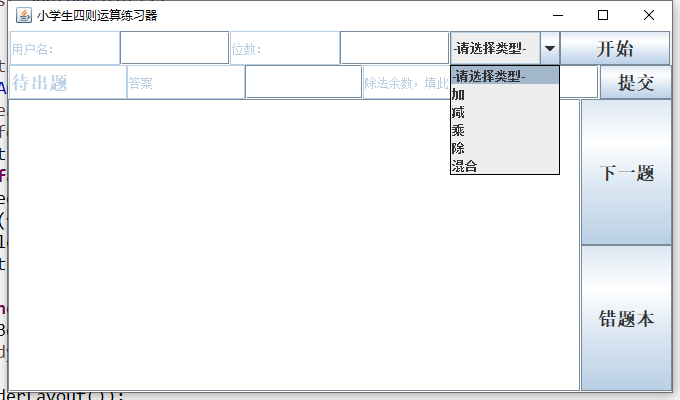 小学生四则运算练习器
用户名： 位数： -请选择类型- 开始
待出题 答案 除法余数，填此 提交
-请选择类型-
加
减
乘
除
混合
下一题
错题本
derLayout());